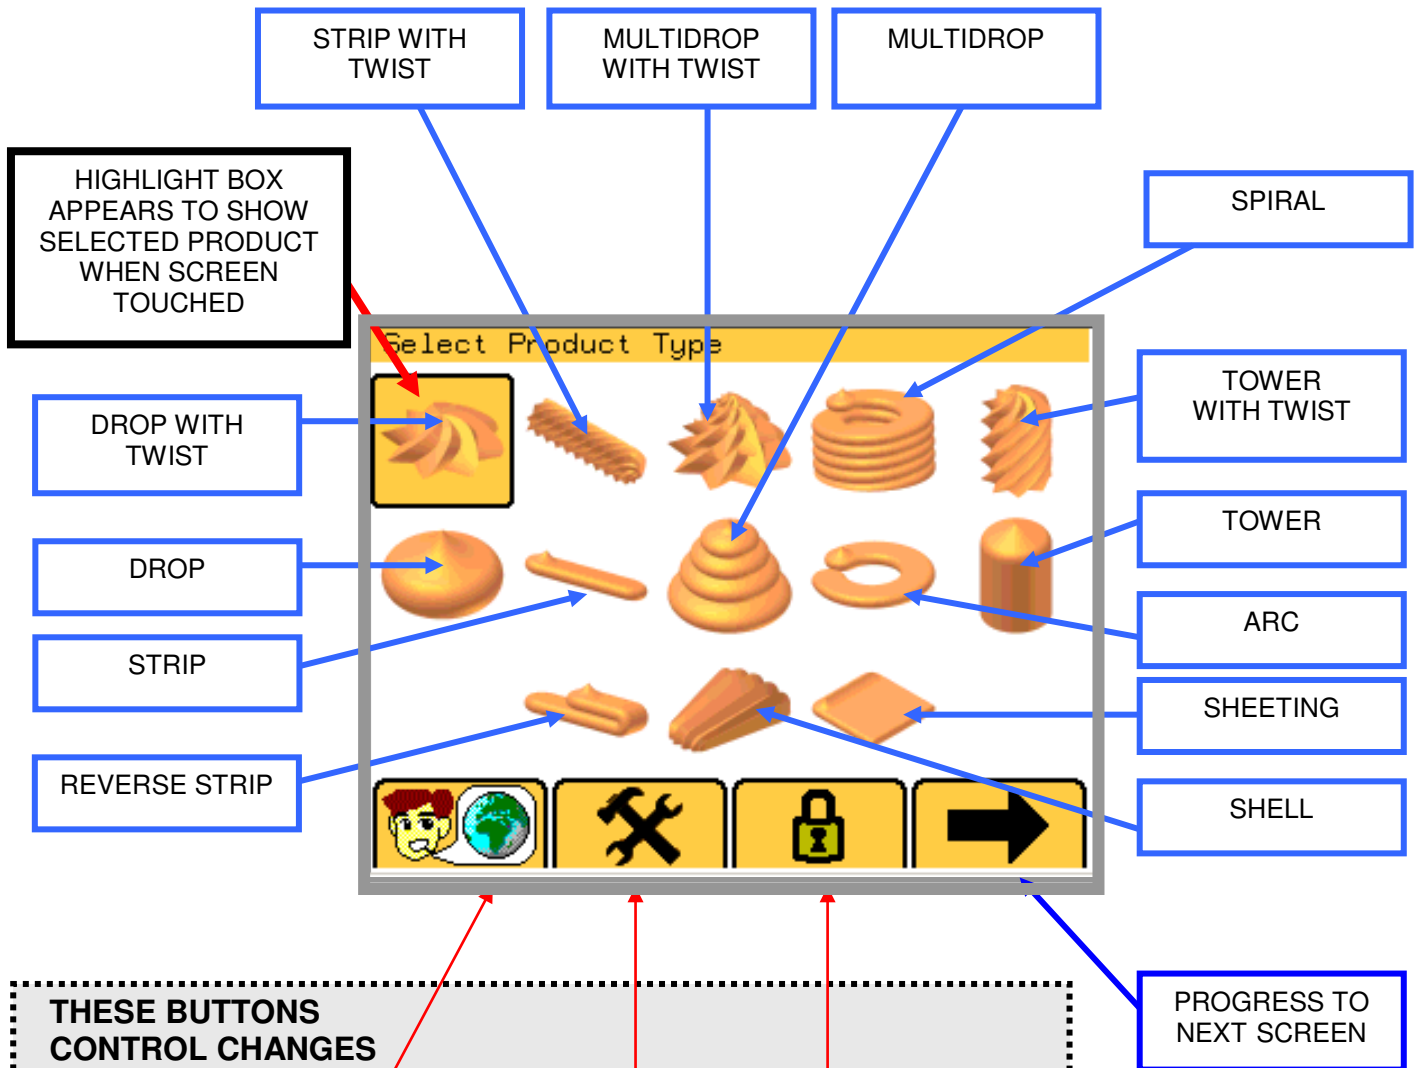 STRIP WITH
TWIST
MULTIDROP
WITH TWIST
MULTIDROP
HIGHLIGHT BOX
APPEARS TO SHOW
SELECTED PRODUCT
WHEN SCREEN
TOUCHED
SPIRAL
Select Product Type
TOWER
WITH TWIST
DROP WITH
TWIST
TOWER
DROP
ARC
STRIP
SHEETING
REVERSE STRIP
SHELL
PROGRESS TO
NEXT SCREEN
THESE BUTTONS
CONTROL CHANGES